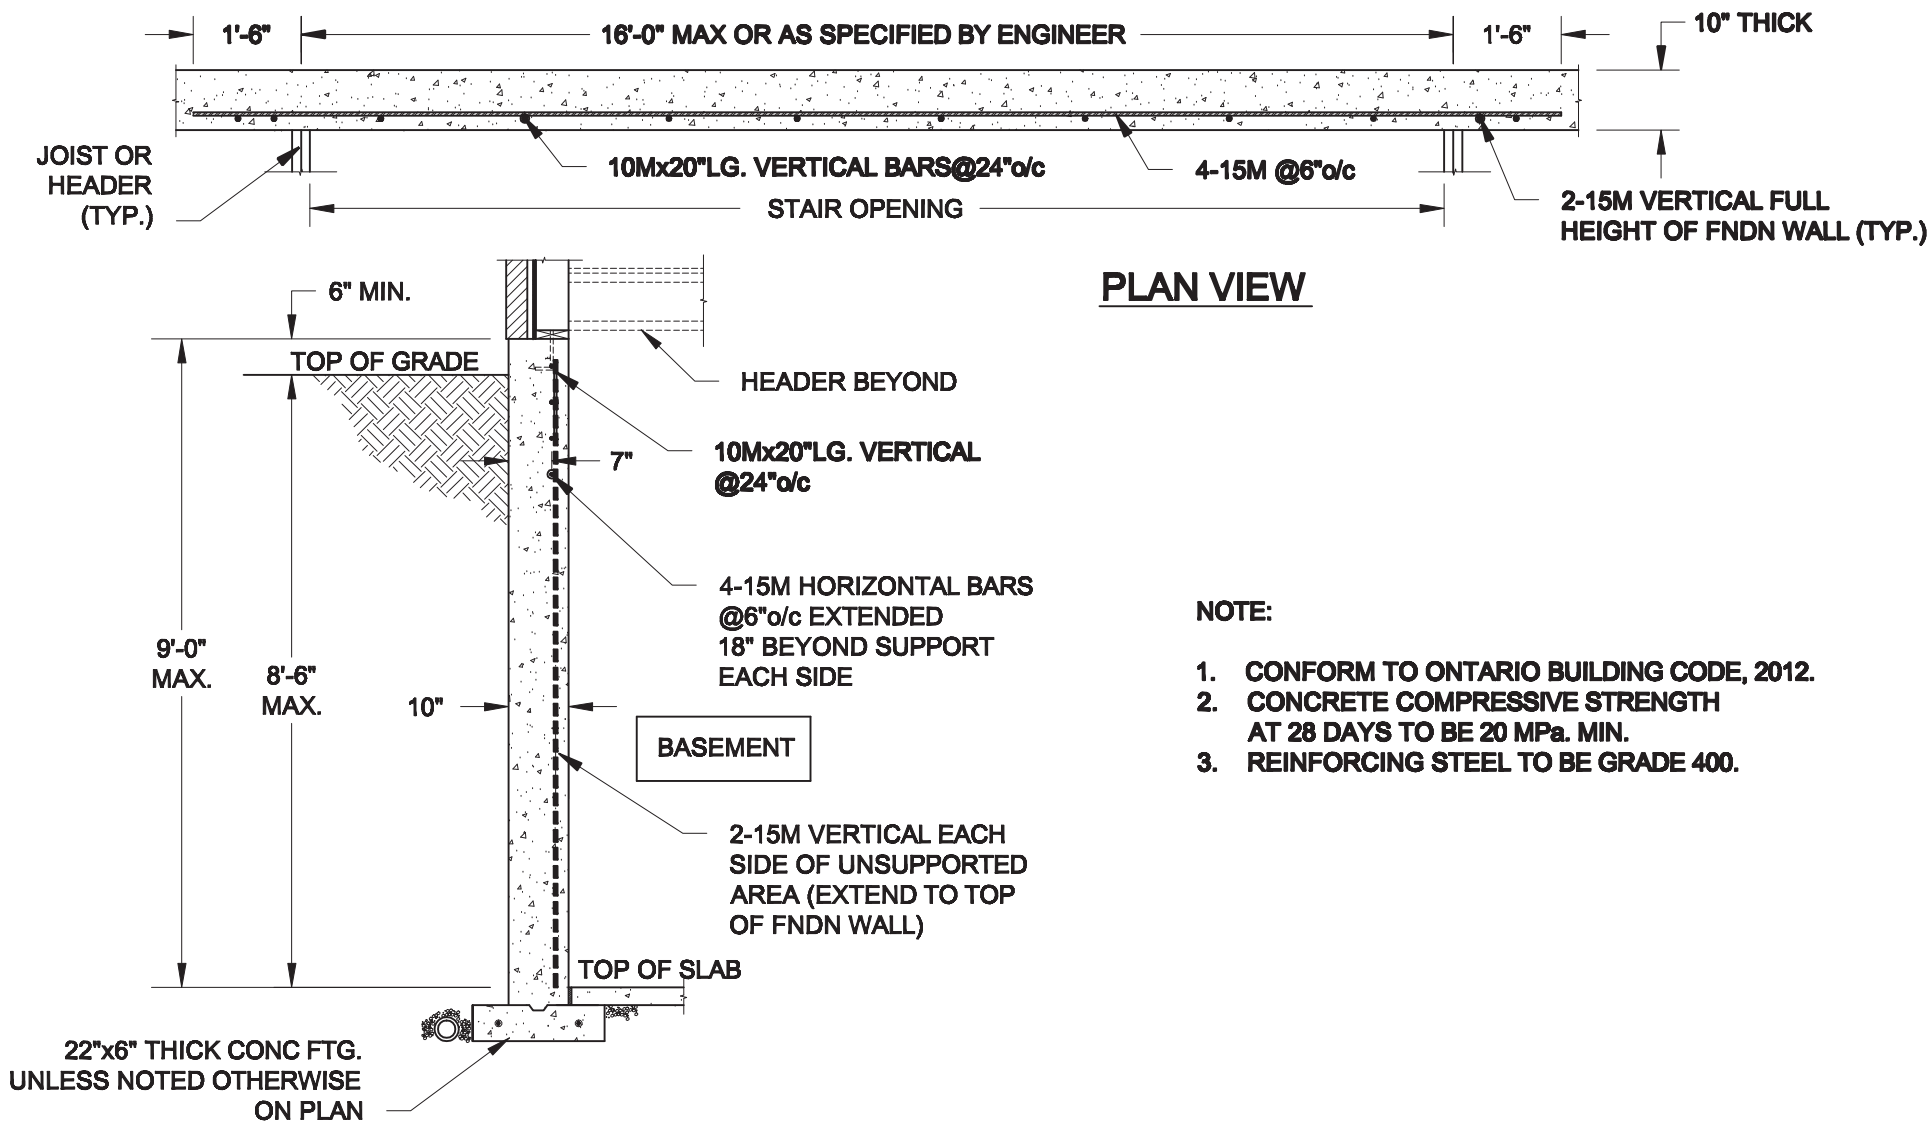 1'-6"
16'-0" MAX OR AS SPECIFIED BY ENGINEER
1'-6"
10" THICK
JOIST OR
HEADER
(TYP.)
10Mx20"LG. VERTICAL BARS@24"o/c
4-15M @6"o/c
STAIR OPENING
2-15M VERTICAL FULL
HEIGHT OF FNDN WALL (TYP.)
PLAN VIEW
6" MIN.
TOP OF GRADE
HEADER BEYOND
10Mx20"LG. VERTICAL
@24"o/c
7"
4-15M HORIZONTAL BARS
@6"o/c EXTENDED
18" BEYOND SUPPORT
EACH SIDE
9'-0"
MAX.
8'-6"
MAX.
10"
BASEMENT
2-15M VERTICAL EACH
SIDE OF UNSUPPORTED
AREA (EXTEND TO TOP
OF FNDN WALL)
TOP OF SLAB
22"x6" THICK CONC FTG.
UNLESS NOTED OTHERWISE
ON PLAN
NOTE:
1. CONFORM TO ONTARIO BUILDING CODE, 2012.
2. CONCRETE COMPRESSIVE STRENGTH
AT 28 DAYS TO BE 20 MPa. MIN.
3. REINFORCING STEEL TO BE GRADE 400.